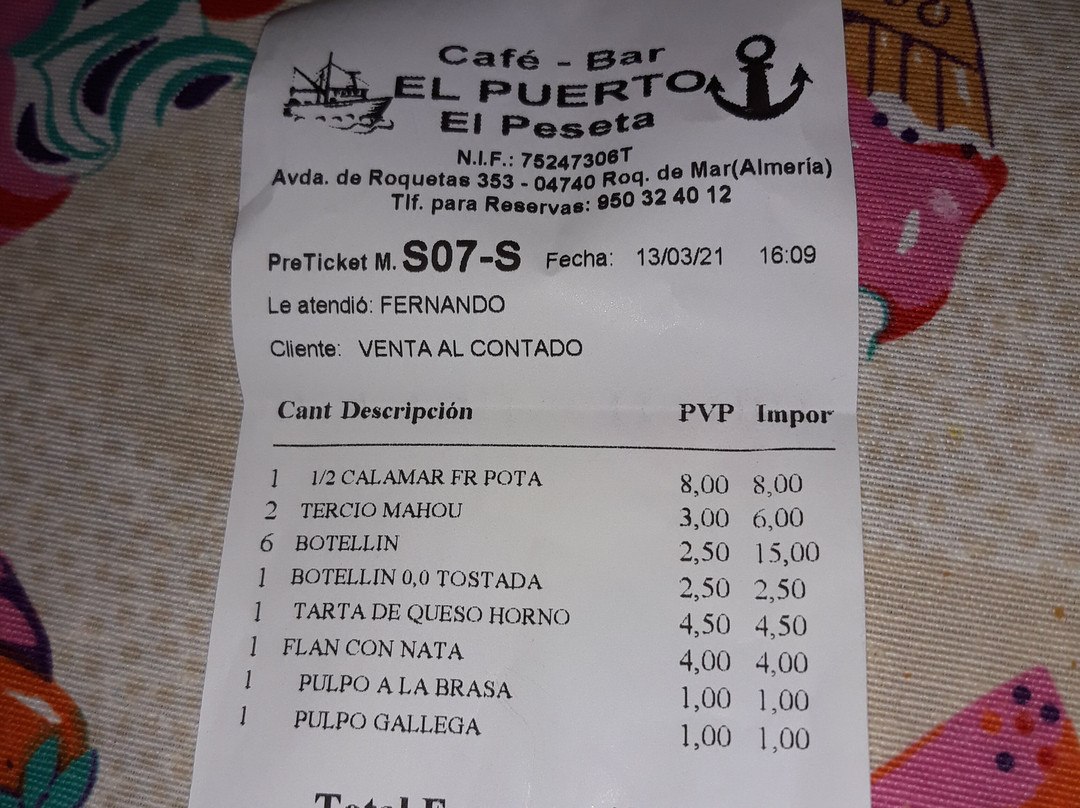 Café - Bar
EL PUERTO
El Peseta
N.I.F.: 75247306T
Avda. de Roquetas 353 - 04740 Roq. de Mar(Almería)
Tlf. para Reservas: 950 32 40 12
PreTicket M. S07-S Fecha: 13/03/21 16:09
Le atendió: FERNANDO
Cliente: VENTA AL CONTADO
Cant Descripción PVP Impor
1 1/2 CALAMAR FR POTA 8,00 8,00
2 TERCIO MAHOU 3,00 6,00
6 BOTELLIN 2,50 15,00
1 BOTELLIN 0,0 TOSTADA 2,50 2,50
1 TARTA DE QUESO HORNO 4,50 4,50
1 FLAN CON NATA 4,00 4,00
1 PULPO A LA BRASA 1,00 1,00
1 PULPO GALLEGA 1,00 1,00
Total